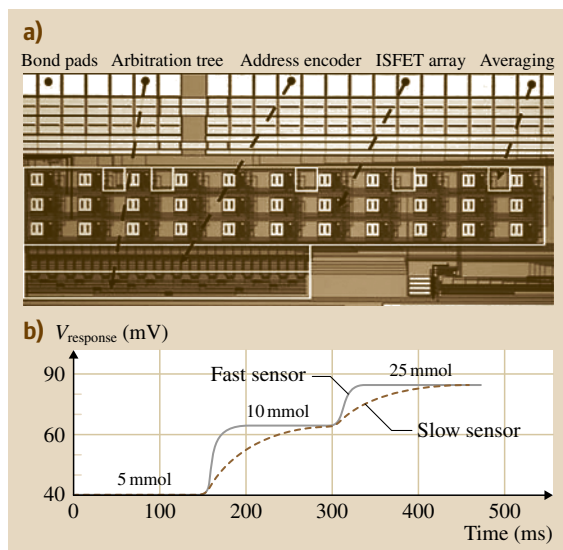 a)
Bond pads Arbitration tree Address encoder ISFET array Averaging
b) V_response (mV)
90
25 mmol
Fast sensor
10 mmol
60
Slow sensor
5 mmol
40
0 100 200 300 400 500
Time (ms)